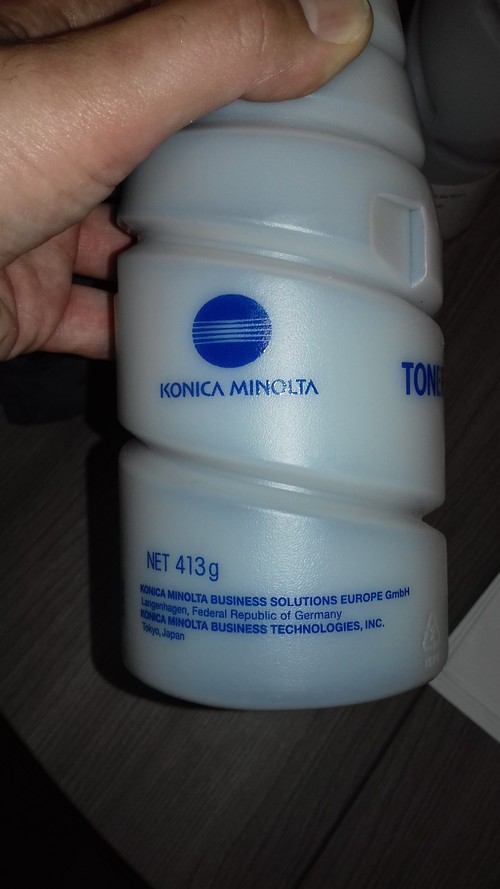 KONICA MINOLTA
TONE
NET 413g
KONICA MINOLTA BUSINESS SOLUTIONS EUROPE GmbH
Langenhagen, Federal Republic of Germany
KONICA MINOLTA BUSINESS TECHNOLOGIES, INC.
Tokyo, Japan